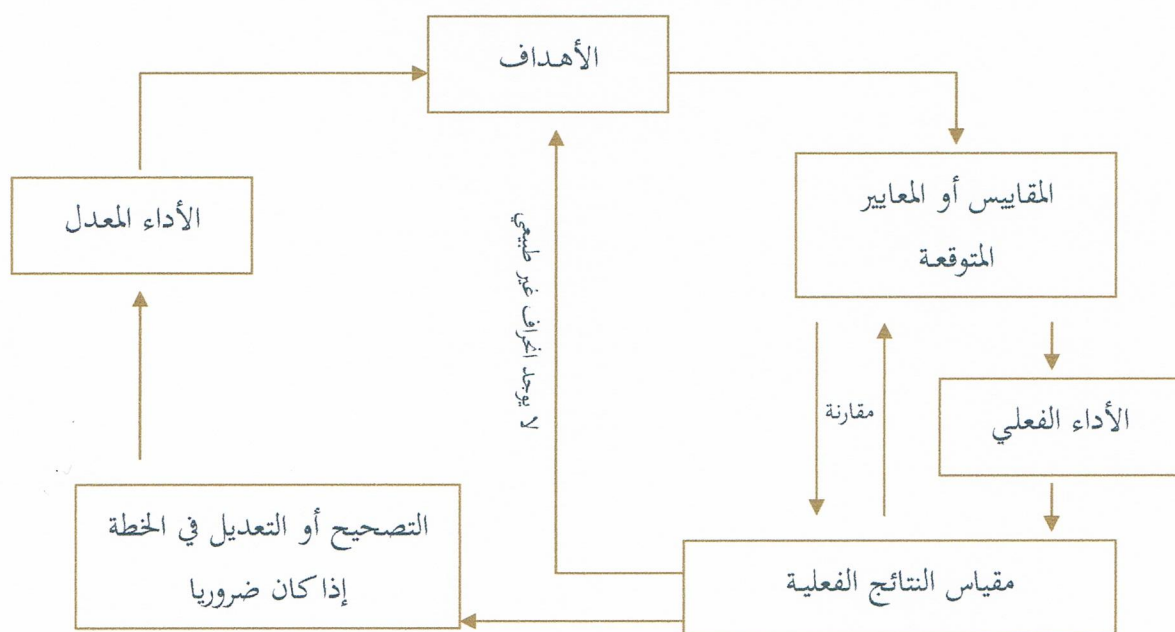 الأهداف
المقاييس أو المعايير
المتوقعة
الأداء المعدل
لا يوجد انحراف غير طبيعي
مقارنة
الأداء الفعلي
التصحيح أو التعديل في الخطة
إذا كان ضروريا
مقياس النتائج الفعلية